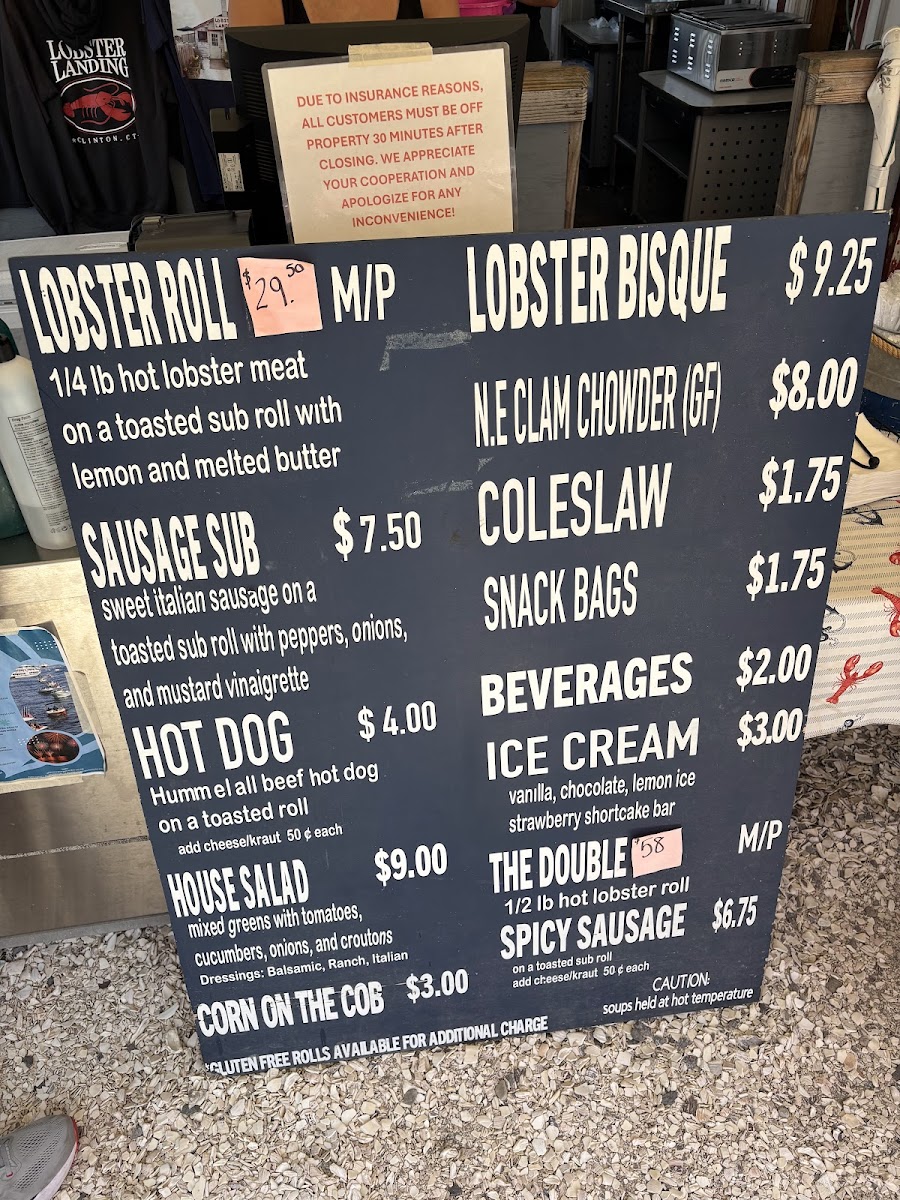 LOBSTER
LANDING
CLINTON, CT
DUE TO INSURANCE REASONS,
ALL CUSTOMERS MUST BE OFF
PROPERTY 30 MINUTES AFTER
CLOSING. WE APPRECIATE
YOUR COOPERATION AND
APOLOGIZE FOR ANY
INCONVENIENCE!
LOBSTER ROLL $29.50 M/P
1/4 lb hot lobster meat
on a toasted sub roll with
lemon and melted butter
SAUSAGE SUB $7.50
sweet italian sausage on a
toasted sub roll with peppers, onions,
and mustard vinaigrette
HOT DOG $4.00
Hummel all beef hot dog
on a toasted roll
add cheese/kraut 50 ¢ each
HOUSE SALAD $9.00
mixed greens with tomatoes,
cucumbers, onions, and croutons
Dressings: Balsamic, Ranch, Italian
CORN ON THE COB $3.00
*GLUTEN FREE ROLLS AVAILABLE FOR ADDITIONAL CHARGE
LOBSTER BISQUE $9.25
N.E CLAM CHOWDER (GF) $8.00
COLESLAW $1.75
SNACK BAGS $1.75
BEVERAGES $2.00
ICE CREAM $3.00
vanilla, chocolate, lemon ice
strawberry shortcake bar
THE DOUBLE $58 M/P
1/2 lb hot lobster roll
SPICY SAUSAGE $6.75
on a toasted sub roll
add cheese/kraut 50 ¢ each
CAUTION:
soups held at hot temperature